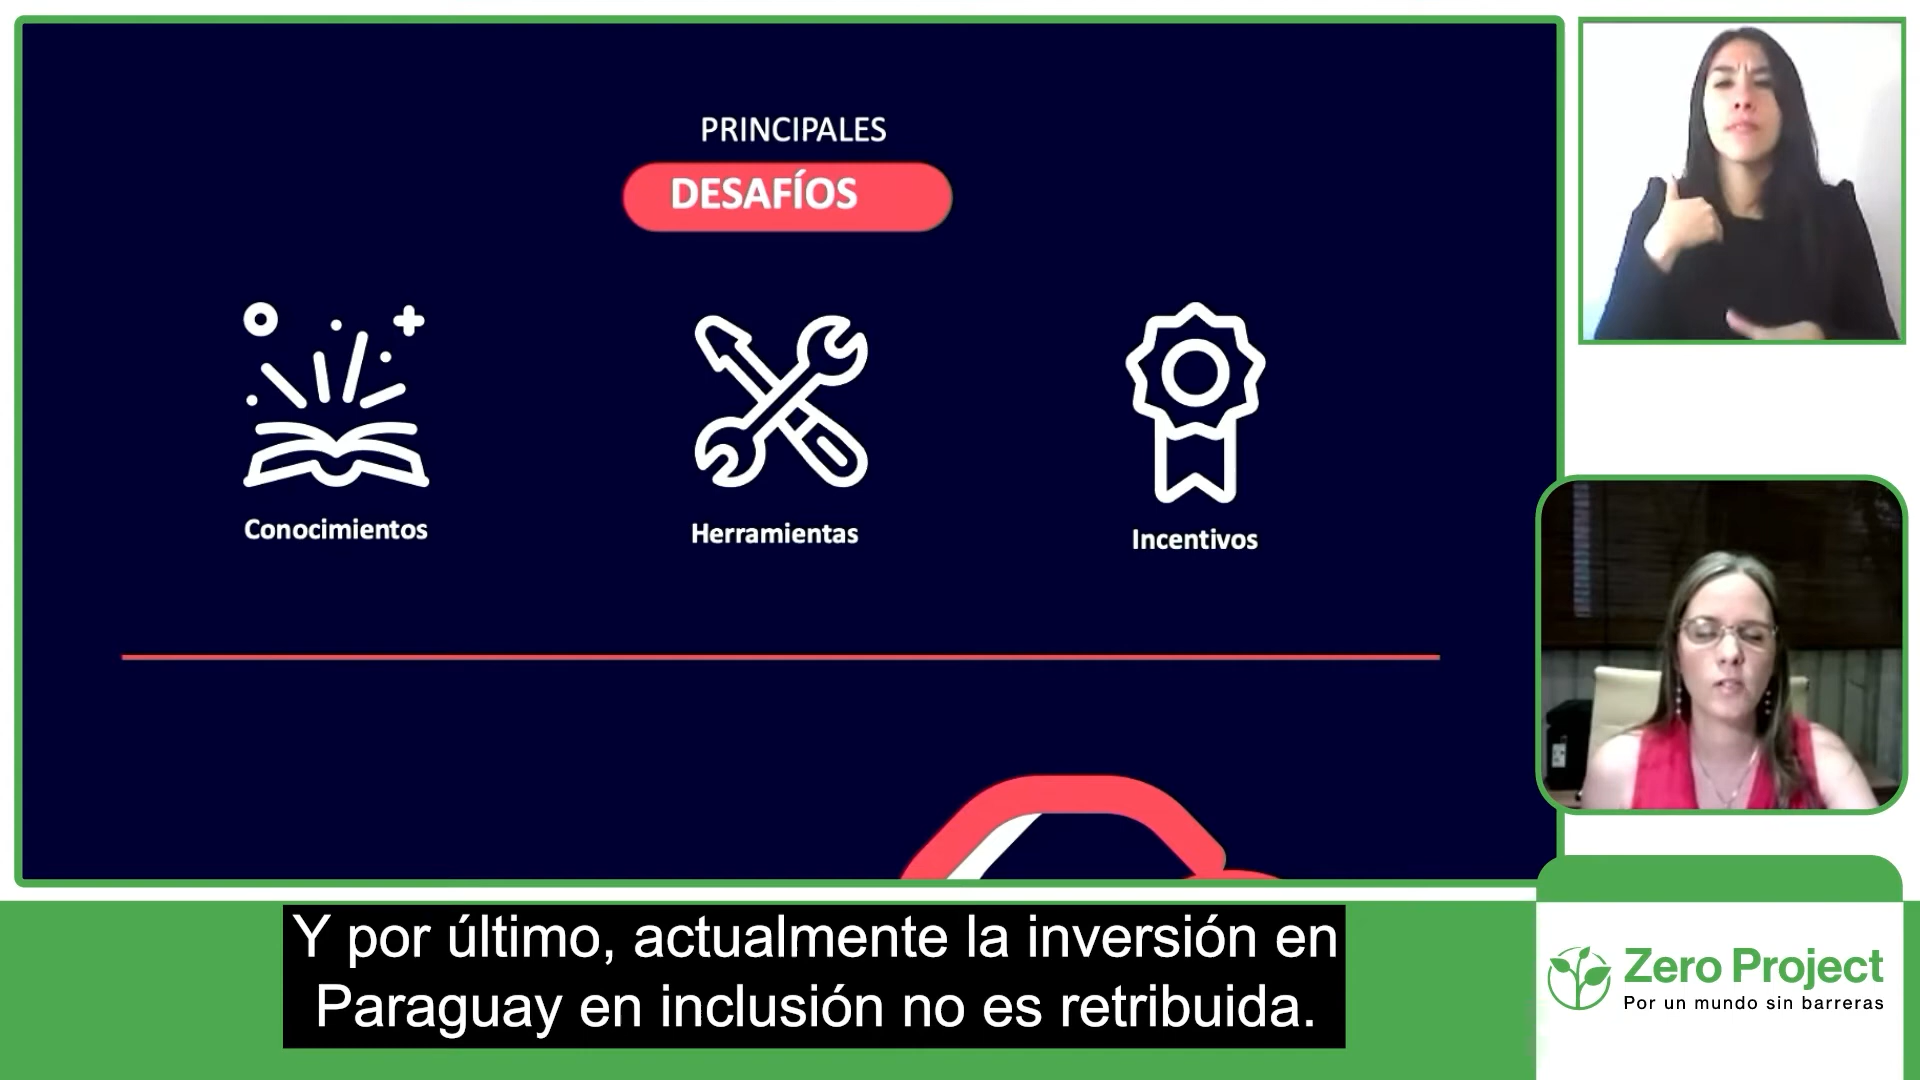 PRINCIPALES
DESAFÍOS
Conocimientos
Herramientas
Incentivos
Y por último, actualmente la inversión en
Paraguay en inclusión no es retribuida.
Zero Project
Por un mundo sin barreras